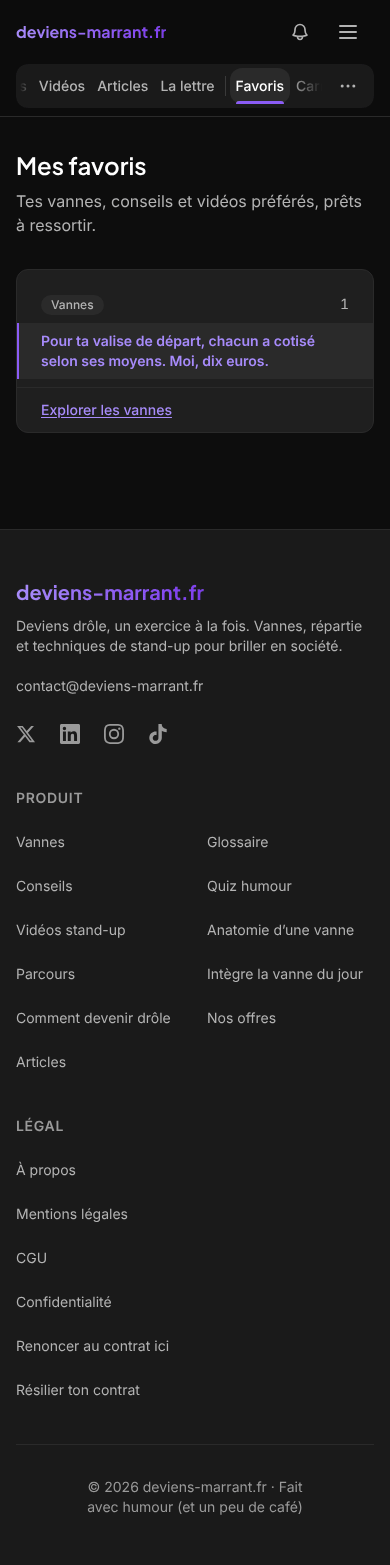 deviens-marrant.fr
s Vidéos Articles La lettre Favoris Car
Mes favoris
Tes vannes, conseils et vidéos préférés, prêts
à ressortir.
Vannes 1
Pour ta valise de départ, chacun a cotisé
selon ses moyens. Moi, dix euros.
Explorer les vannes
deviens-marrant.fr
Deviens drôle, un exercice à la fois. Vannes, répartie
et techniques de stand-up pour briller en société.
contact@deviens-marrant.fr
PRODUIT
Vannes Glossaire
Conseils Quiz humour
Vidéos stand-up Anatomie d’une vanne
Parcours Intègre la vanne du jour
Comment devenir drôle Nos offres
Articles
LÉGAL
À propos
Mentions légales
CGU
Confidentialité
Renoncer au contrat ici
Résilier ton contrat
© 2026 deviens-marrant.fr · Fait
avec humour (et un peu de café)